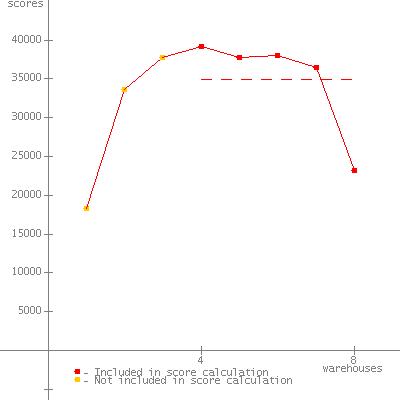 scores
40000
35000
30000
25000
20000
15000
10000
5000
4
8
warehouses
- Included in score calculation
- Not included in score calculation